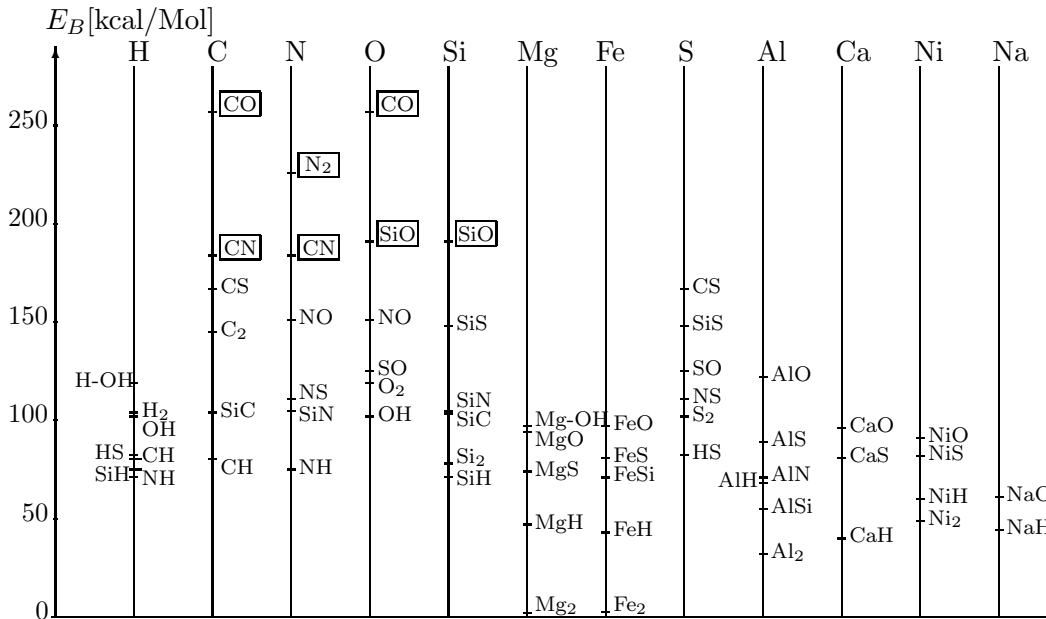 E_B[kcal/Mol]
H C N O Si Mg Fe S Al Ca Ni Na
CO CO
250
N₂
200
SiO SiO
CN CN
CS CS
150
NO NO SiS SiS
C₂
H-OH SO SO AlO
O₂
NS SiN NS
100
H₂ SiC SiN OH SiC Mg-OH FeO S₂ CaO
OH MgO AlS NiO
HS CH Si₂ FeS HS CaS NiS
SiH NH CH NH SiH MgS FeSi AlH AlN
NiH NaO
50
AlSi Ni₂
MgH FeH CaH NaH
Al₂
0
Mg₂ Fe₂